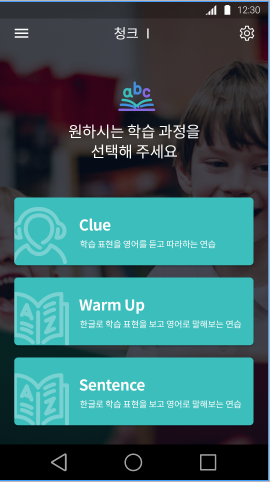 12:30
청크 Ⅰ
abc
원하시는 학습 과정을
선택해 주세요
Clue
학습 표현을 영어를 듣고 따라하는 연습
Warm Up
한글로 학습 표현을 보고 영어로 말해보는 연습
A Z
Sentence
한글로 학습 표현을 보고 영어로 말해보는 연습
A Z